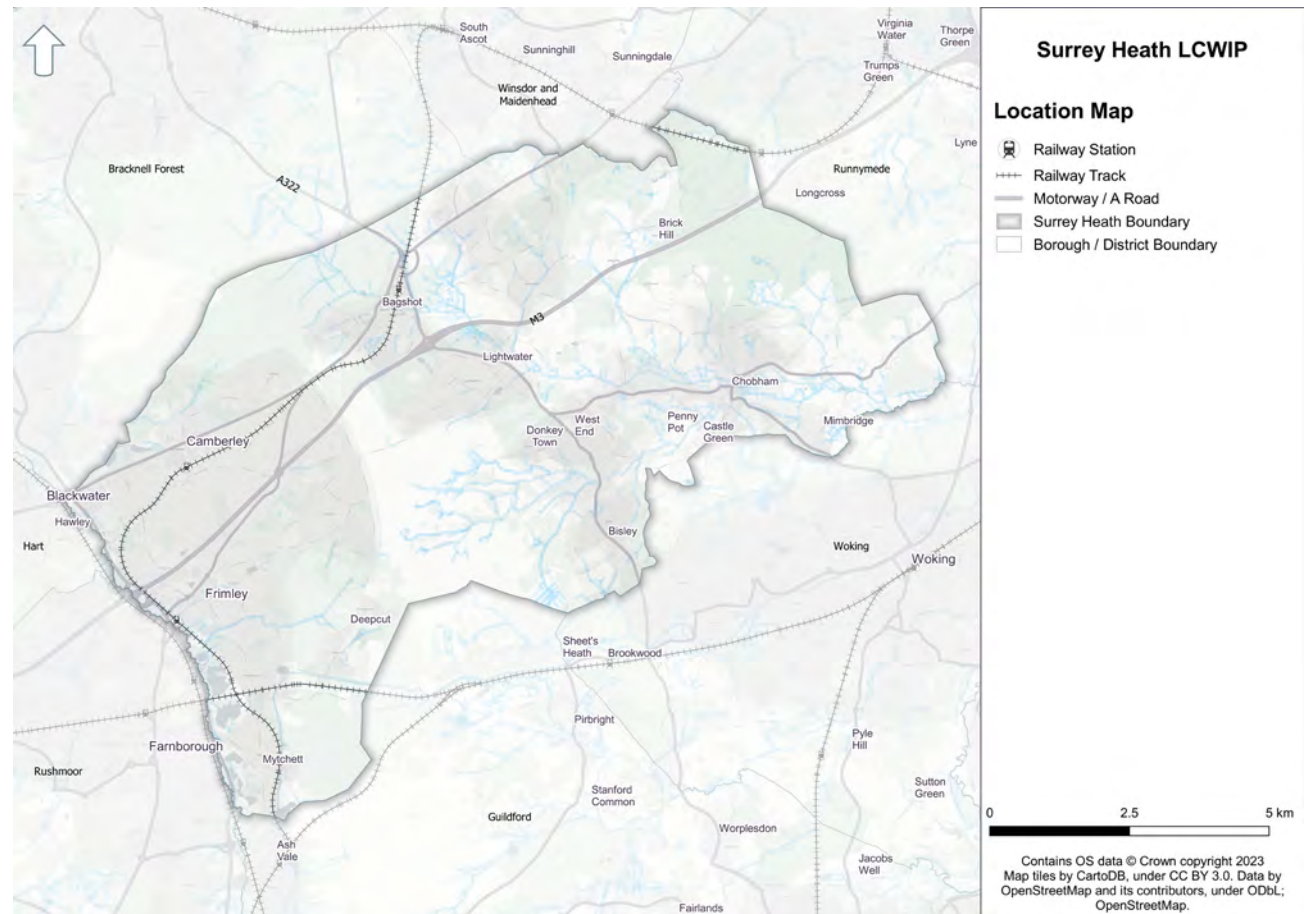 South
Ascot
Sunninghill
Sunningdale
Virginia
Water
Thorpe
Green
Trumps
Green
Winsdor and
Maidenhead
Lyne
Bracknell Forest
A322
Runnymede
Longcross
Brick
Hill
Bagshot
M3
Lightwater
Chobham
Donkey
Town
West
End
Penny
Pot
Castle
Green
Mimbridge
Camberley
Blackwater
Hawley
Hart
Bisley
Woking
Woking
Frimley
Deepcut
Sheet's
Heath
Brookwood
Pirbright
Farnborough
Mytchett
Rushmoor
Pyle
Hill
Stanford
Common
Sutton
Green
Guildford
Worplesdon
Ash
Vale
Jacobs
Well
Fairlands
Surrey Heath LCWIP
Location Map
Railway Station
Railway Track
Motorway / A Road
Surrey Heath Boundary
Borough / District Boundary
0 2.5 5 km
Contains OS data © Crown copyright 2023
Map tiles by CartoDB, under CC BY 3.0. Data by
OpenStreetMap and its contributors, under ODbL;
OpenStreetMap.